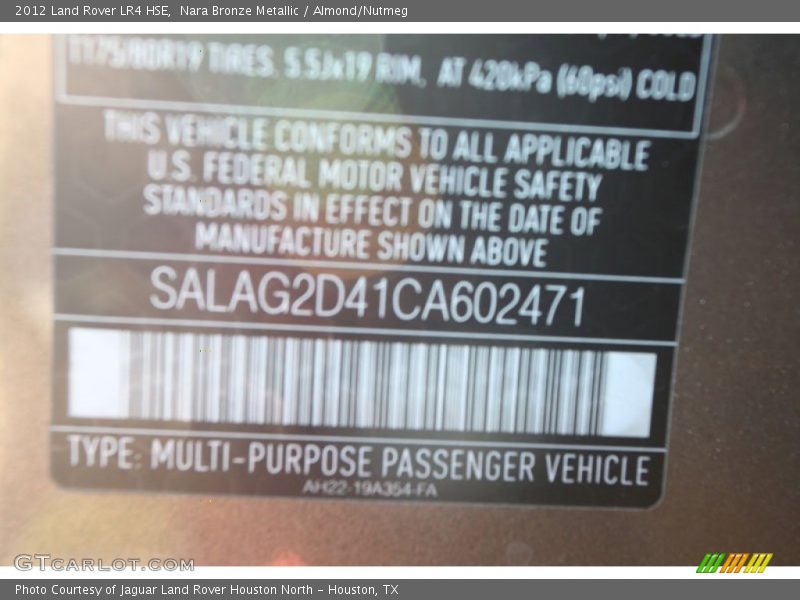 2012 Land Rover LR4 HSE, Nara Bronze Metallic / Almond/Nutmeg
T175/80R19 TIRES, 5.5Jx19 RIM, AT 420kPa (60psi) COLD
THIS VEHICLE CONFORMS TO ALL APPLICABLE
U.S. FEDERAL MOTOR VEHICLE SAFETY
STANDARDS IN EFFECT ON THE DATE OF
MANUFACTURE SHOWN ABOVE
SALAG2D41CA602471
TYPE: MULTI-PURPOSE PASSENGER VEHICLE
AH22-19A354-FA
GTcarlot.com
Photo Courtesy of Jaguar Land Rover Houston North - Houston, TX